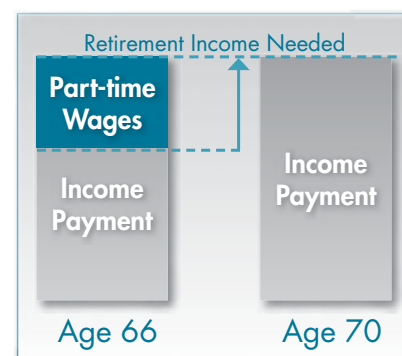 Retirement Income Needed
Part-time
Wages
Income
Payment
Income
Payment
Age 66
Age 70